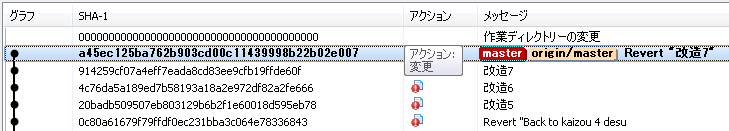 グラフ SHA-1 アクション メッセージ
0000000000000000000000000000000000000000 作業ディレクトリーの変更
a45ec125ba762b903cd00c11439998b22b02e007 master origin/master Revert "改造7"
アクション:
変更
914259cf07a4eff7eada8cd83ee9cfb19ffde60f 改造7
4c76da5a189ed7b58193a18a2e972df82a2fe666 改造6
20badb509507eb803129b6b2f1e60018d595eb78 改造5
0c80a61679f79ffdf0ec231bba3c064e78336843 Revert "Back to kaizou 4 desu